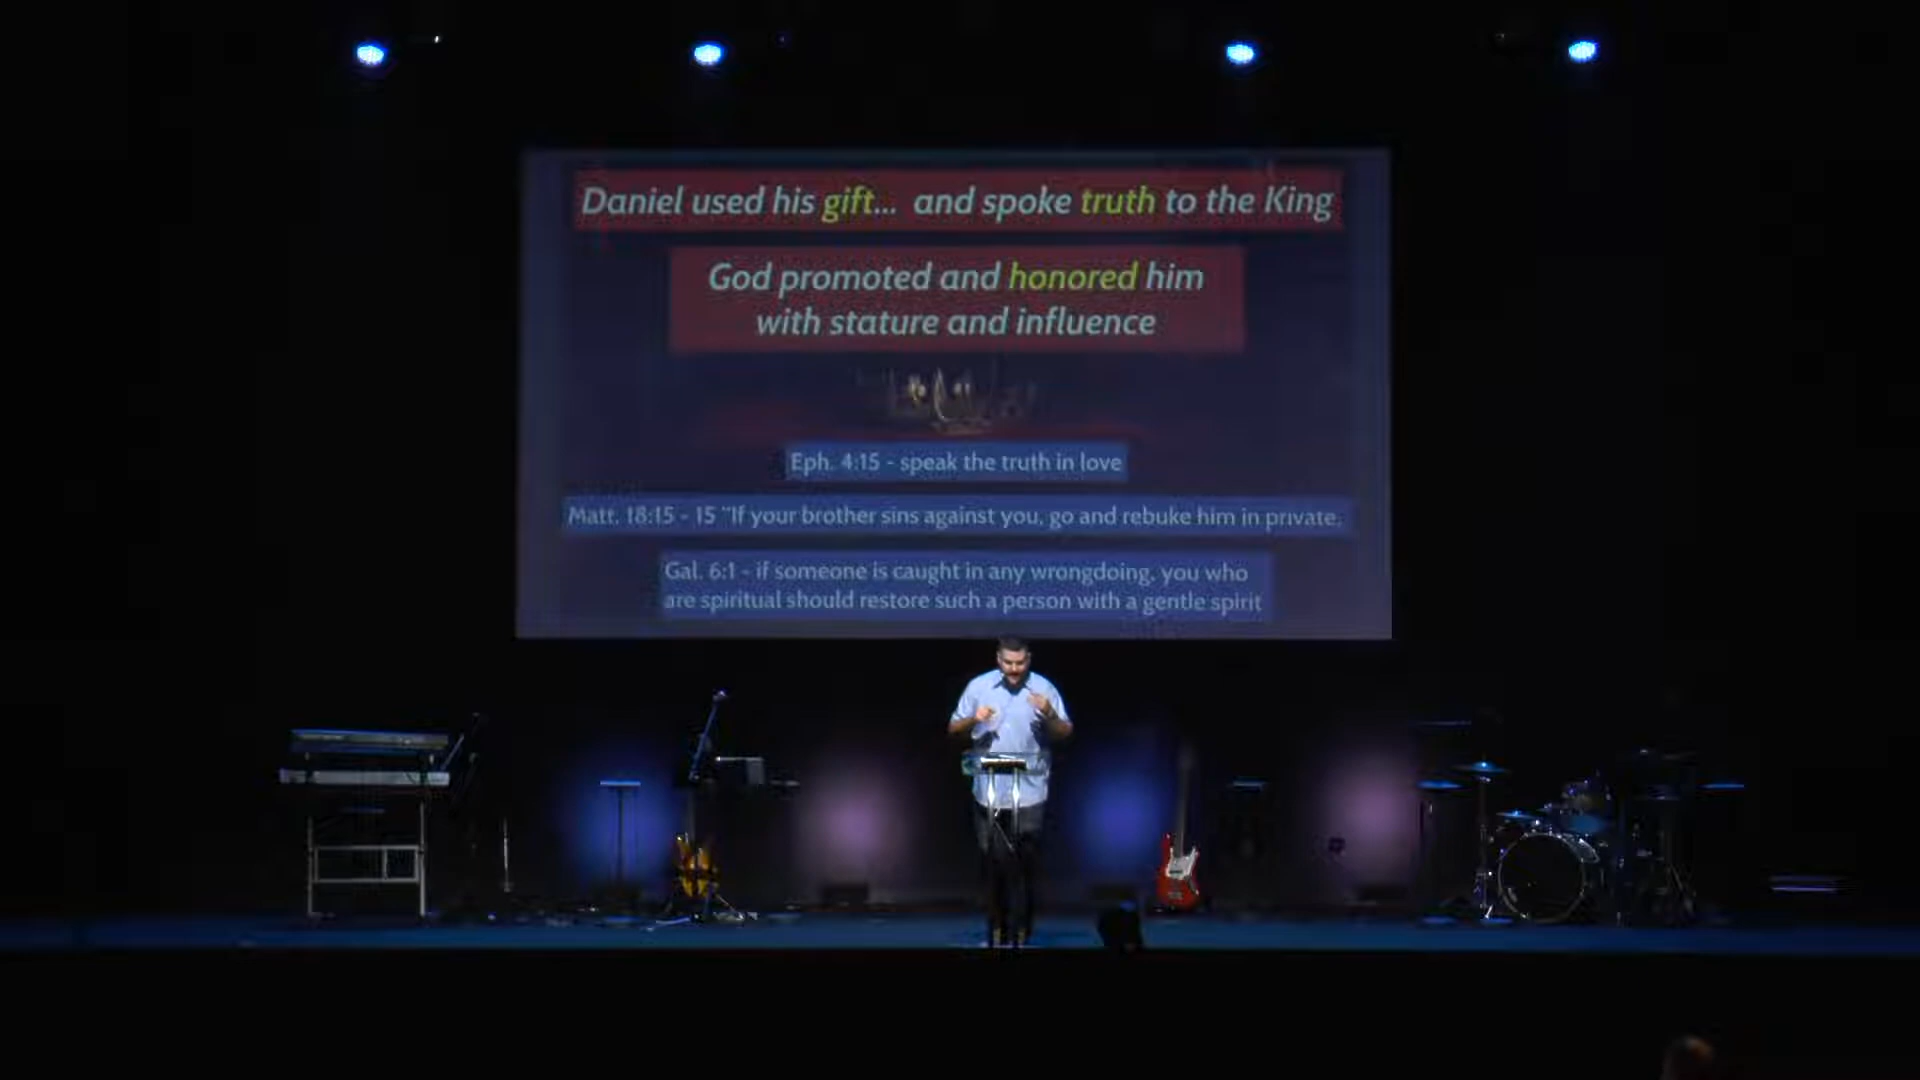 Daniel used his gift... and spoke truth to the King
God promoted and honored him
with stature and influence
Eph. 4:15 - speak the truth in love
Matt. 18:15 - 15 "If your brother sins against you, go and rebuke him in private.
Gal. 6:1 - if someone is caught in any wrongdoing, you who
are spiritual should restore such a person with a gentle spirit